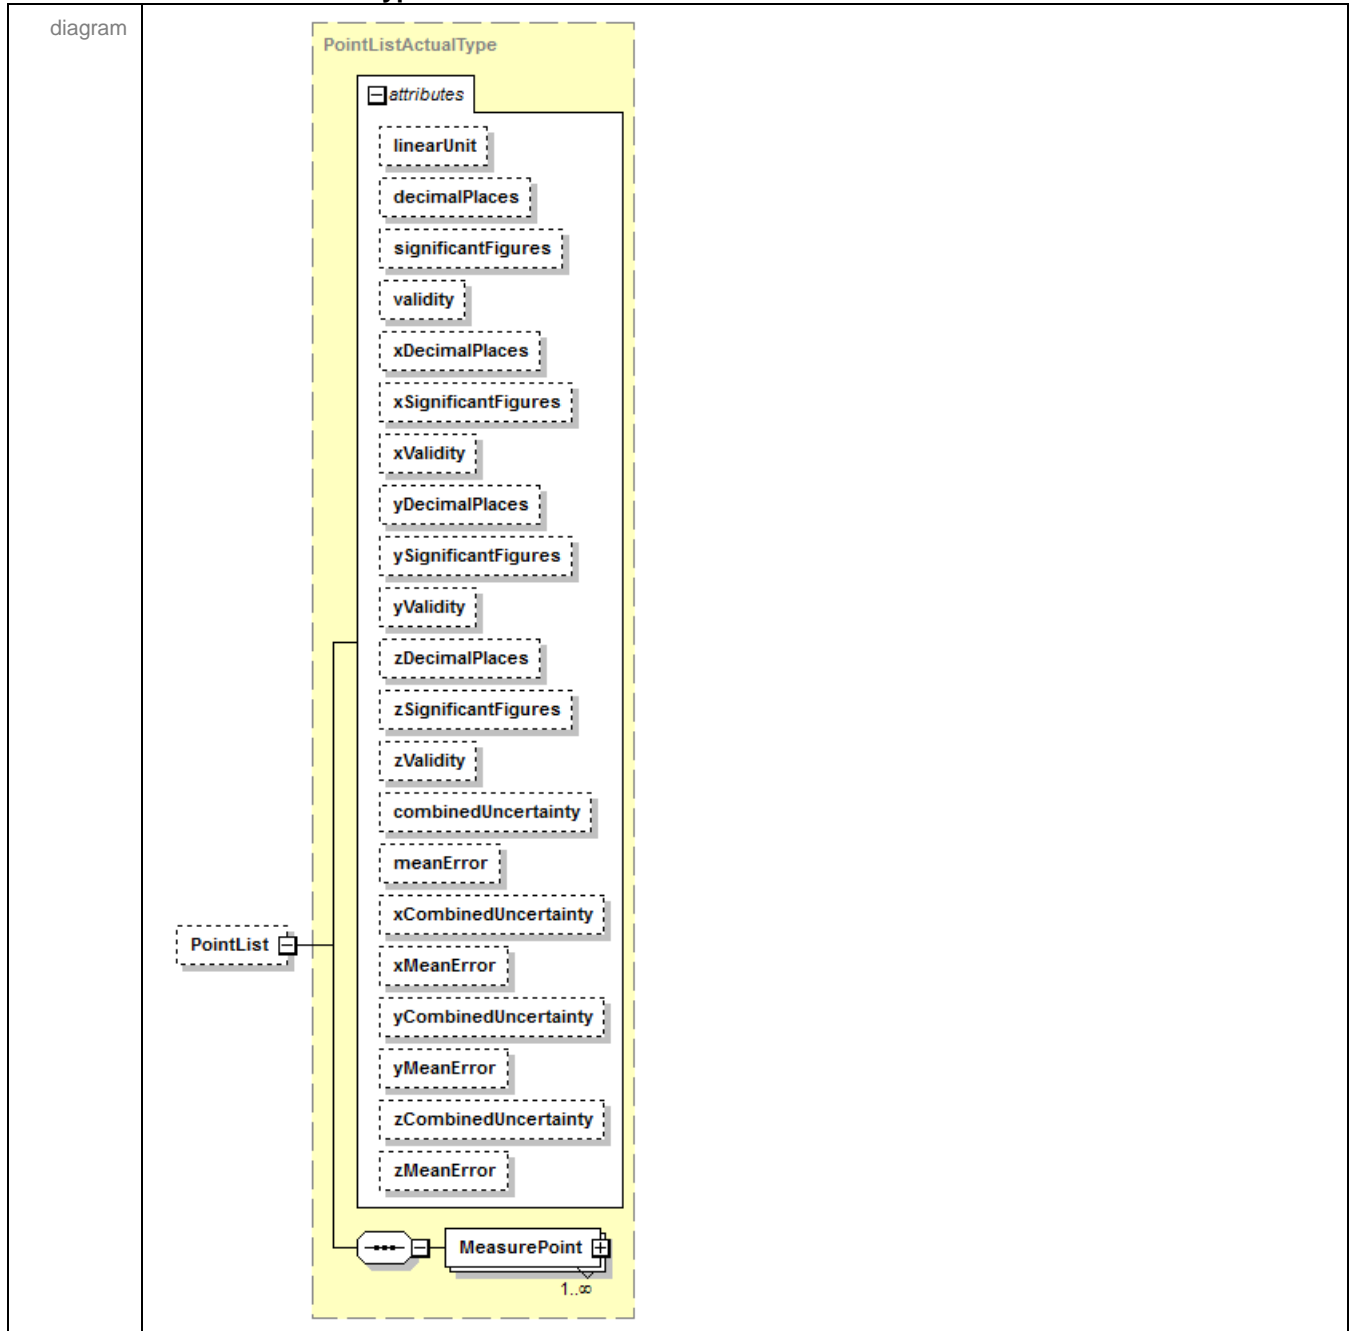 diagram
PointListActualType
attributes
linearUnit
decimalPlaces
significantFigures
validity
xDecimalPlaces
xSignificantFigures
xValidity
yDecimalPlaces
ySignificantFigures
yValidity
zDecimalPlaces
zSignificantFigures
zValidity
combinedUncertainty
meanError
xCombinedUncertainty
PointList
xMeanError
yCombinedUncertainty
yMeanError
zCombinedUncertainty
zMeanError
MeasurePoint
1..∞